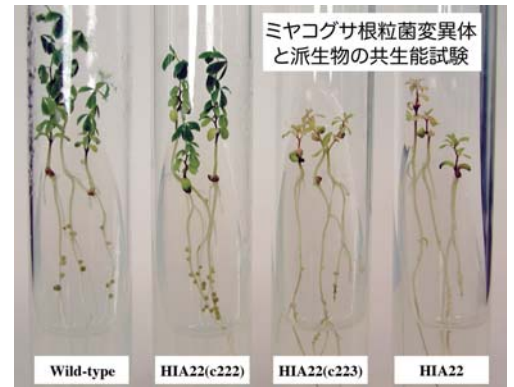 ミヤコグサ根粒菌変異体
と派生物の共生能試験
Wild-type
HIA22(c222)
HIA22(c223)
HIA22